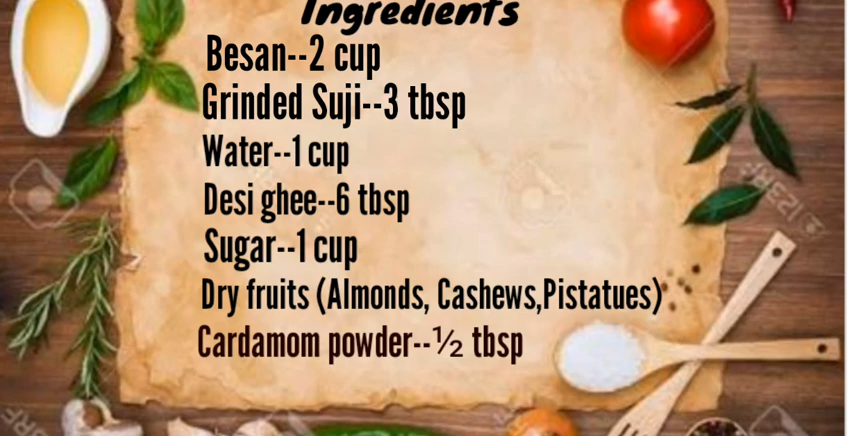 Ingredients
Besan--2 cup
Grinded Suji--3 tbsp
Water--1 cup
Desi ghee--6 tbsp
Sugar--1 cup
Dry fruits (Almonds, Cashews,Pistatues)
Cardamom powder--½ tbsp
123RF